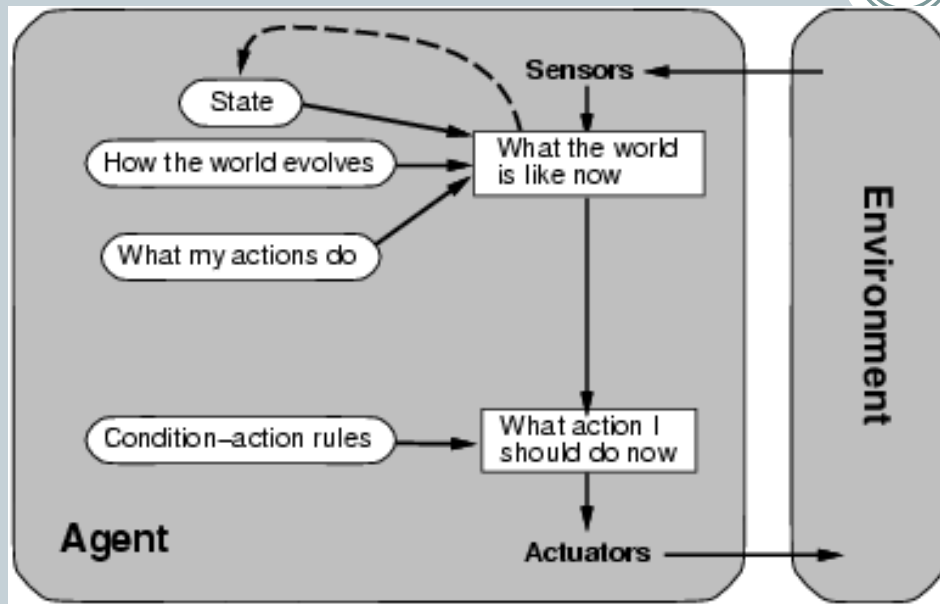 Sensors
State
What the world
is like now
How the world evolves
What my actions do
Environment
Condition–action rules
What action I
should do now
Agent
Actuators